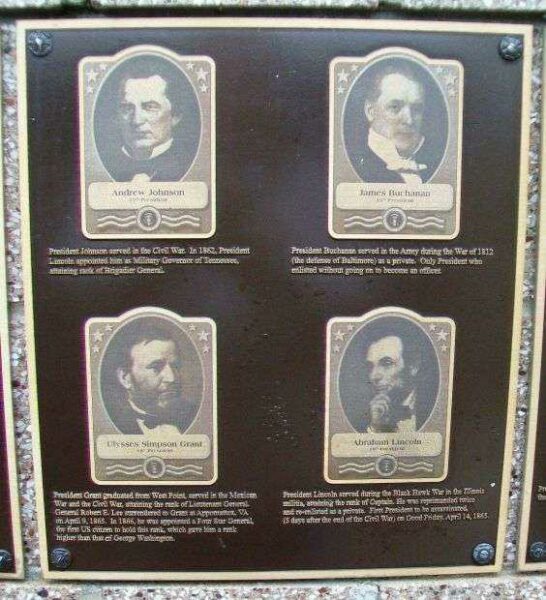 Andrew Johnson
17th President
President Johnson served in the Civil War. In 1862, President
Lincoln appointed him as Military Governor of Tennessee,
attaining rank of Brigadier General.
James Buchanan
15th President
President Buchanan served in the Army during the War of 1812
(the defense of Baltimore) as a private. Only President who
enlisted without going on to become an officer.
Ulysses Simpson Grant
18th President
President Grant graduated from West Point, served in the Mexican
War and the Civil War, attaining the rank of Lieutenant General.
General Robert E. Lee surrendered to Grant at Appomattox, VA
on April 9, 1865. In 1866, he was appointed a Four Star General,
the first US citizen to hold this rank, which gave him a rank
higher than that of George Washington.
Abraham Lincoln
16th President
President Lincoln served during the Black Hawk War in the Illinois
militia, attaining the rank of Captain. He was reprimanded twice
and re-enlisted as a private. First President to be assassinated,
(5 days after the end of the Civil War) on Good Friday, April 14, 1865.